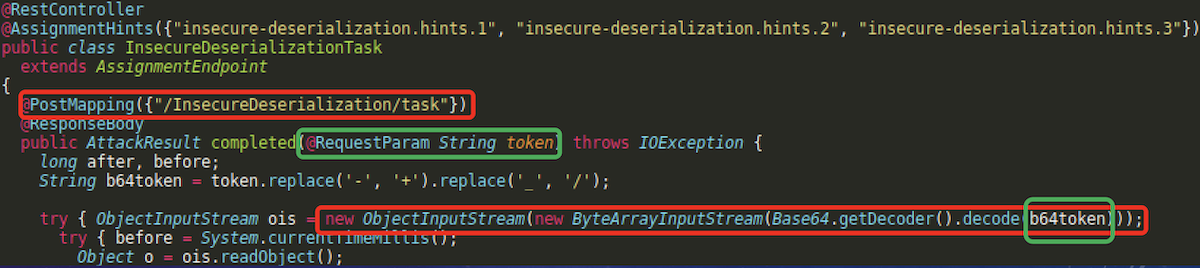 @RestController
@AssignmentHints({"insecure-deserialization.hints.1", "insecure-deserialization.hints.2", "insecure-deserialization.hints.3"})
public class InsecureDeserializationTask
extends AssignmentEndpoint
{
@PostMapping({"/InsecureDeserialization/task"})
@ResponseBody
public AttackResult completed(@RequestParam String token) throws IOException {
long after, before;
String b64token = token.replace('-', '+').replace('_', '/');
try { ObjectInputStream ois = new ObjectInputStream(new ByteArrayInputStream(Base64.getDecoder().decode(b64token)));
try { before = System.currentTimeMillis();
Object o = ois.readObject();